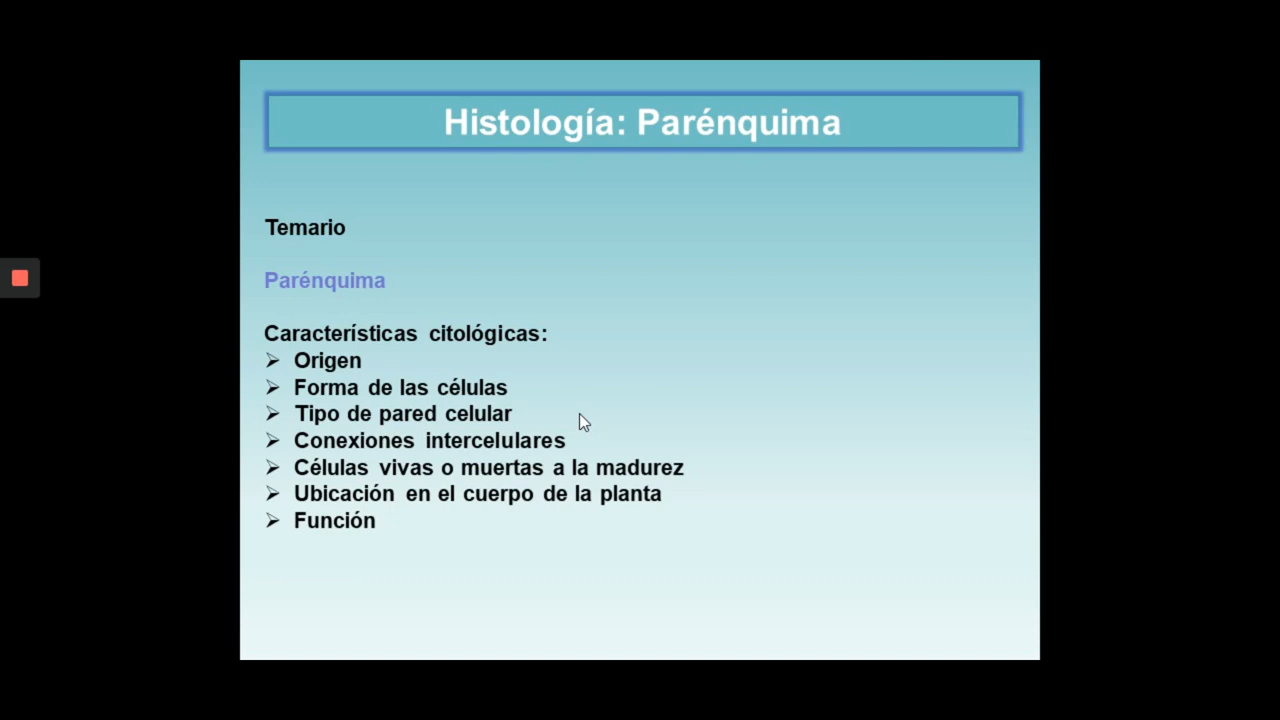 Histología: Parénquima
Temario
Parénquima
Características citológicas:
➢ Origen
➢ Forma de las células
➢ Tipo de pared celular
➢ Conexiones intercelulares
➢ Células vivas o muertas a la madurez
➢ Ubicación en el cuerpo de la planta
➢ Función